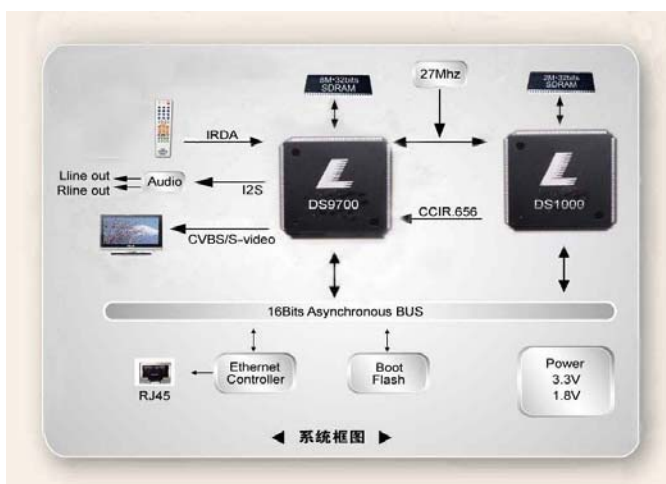 8M*32bits
SDRAM
27Mhz
2M*32bits
SDRAM
IRDA
Lline out
Rline out
Audio
I2S
DS9700
CCIR.656
DS1000
CVBS/S-video
16Bits Asynchronous BUS
RJ45
Ethernet
Controller
Boot
Flash
Power
3.3V
1.8V
◀ 系统框图 ▶